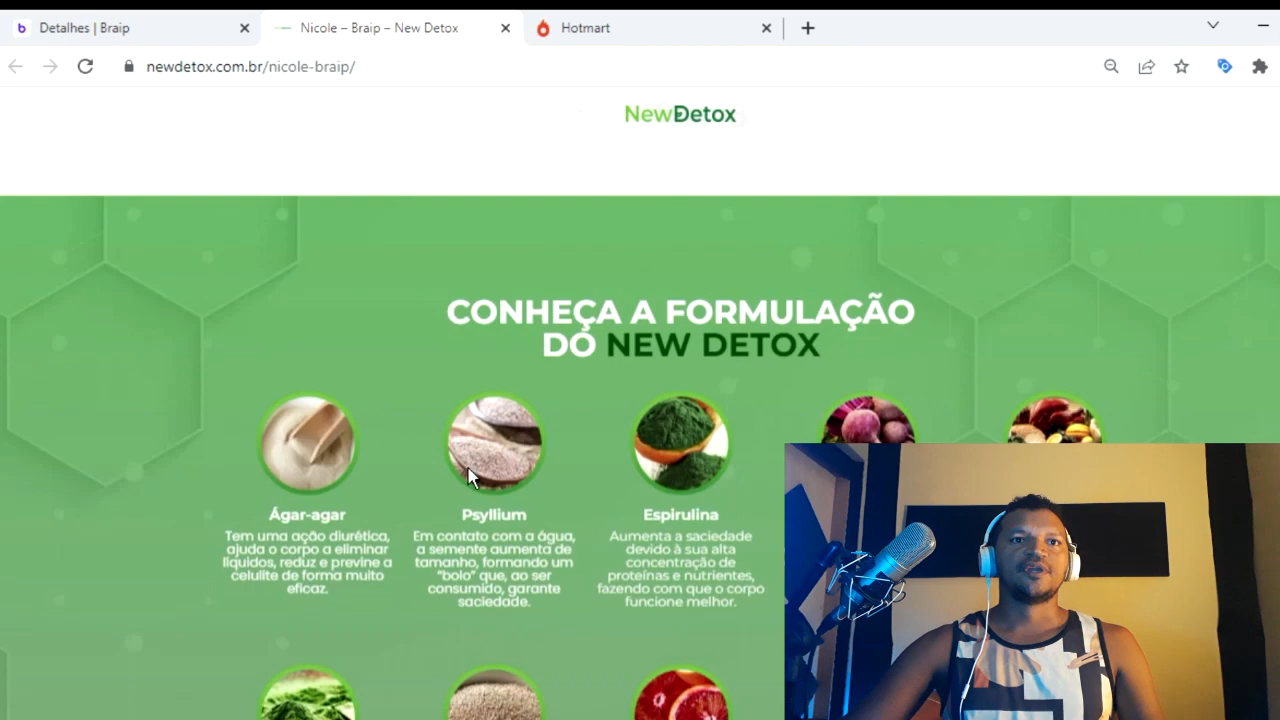 Detalhes | Braip
Nicole – Braip – New Detox
Hotmart
newdetox.com.br/nicole-braip/
NewDetox
CONHEÇA A FORMULAÇÃO
DO NEW DETOX
Ágar-agar
Tem uma ação diurética,
ajuda o corpo a eliminar
líquidos, reduz e previne a
celulite de forma muito
eficaz.
Psyllium
Em contato com a água,
a semente aumenta de
tamanho, formando um
"bolo" que, ao ser
consumido, garante
saciedade.
Espirulina
Aumenta a saciedade
devido à sua alta
concentração de
proteínas e nutrientes,
fazendo com que o corpo
funcione melhor.